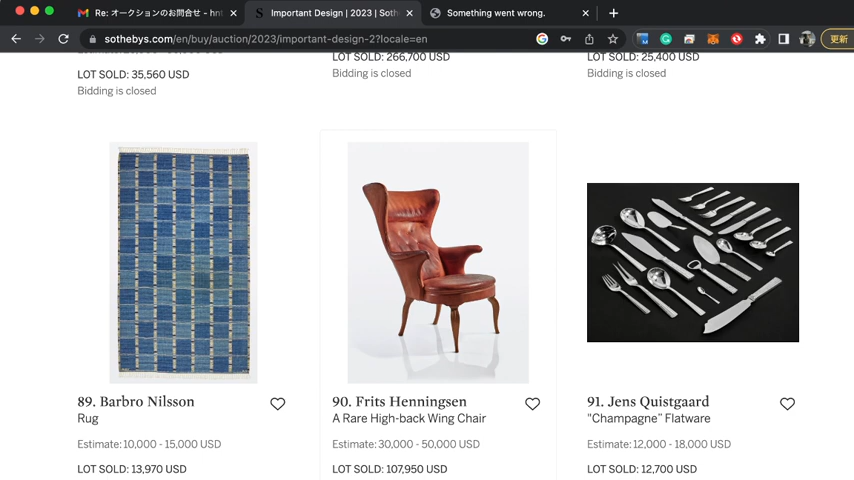 Re: オークションのお問合せ - hnt
Important Design | 2023 | Soth
Something went wrong.
sothebys.com/en/buy/auction/2023/important-design-2?locale=en
更新
LOT SOLD: 35,560 USD
Bidding is closed
LOT SOLD: 266,700 USD
Bidding is closed
LOT SOLD: 25,400 USD
Bidding is closed
89. Barbro Nilsson
Rug
Estimate: 10,000 - 15,000 USD
LOT SOLD: 13,970 USD
90. Frits Henningsen
A Rare High-back Wing Chair
Estimate: 30,000 - 50,000 USD
LOT SOLD: 107,950 USD
91. Jens Quistgaard
"Champagne" Flatware
Estimate: 12,000 - 18,000 USD
LOT SOLD: 12,700 USD